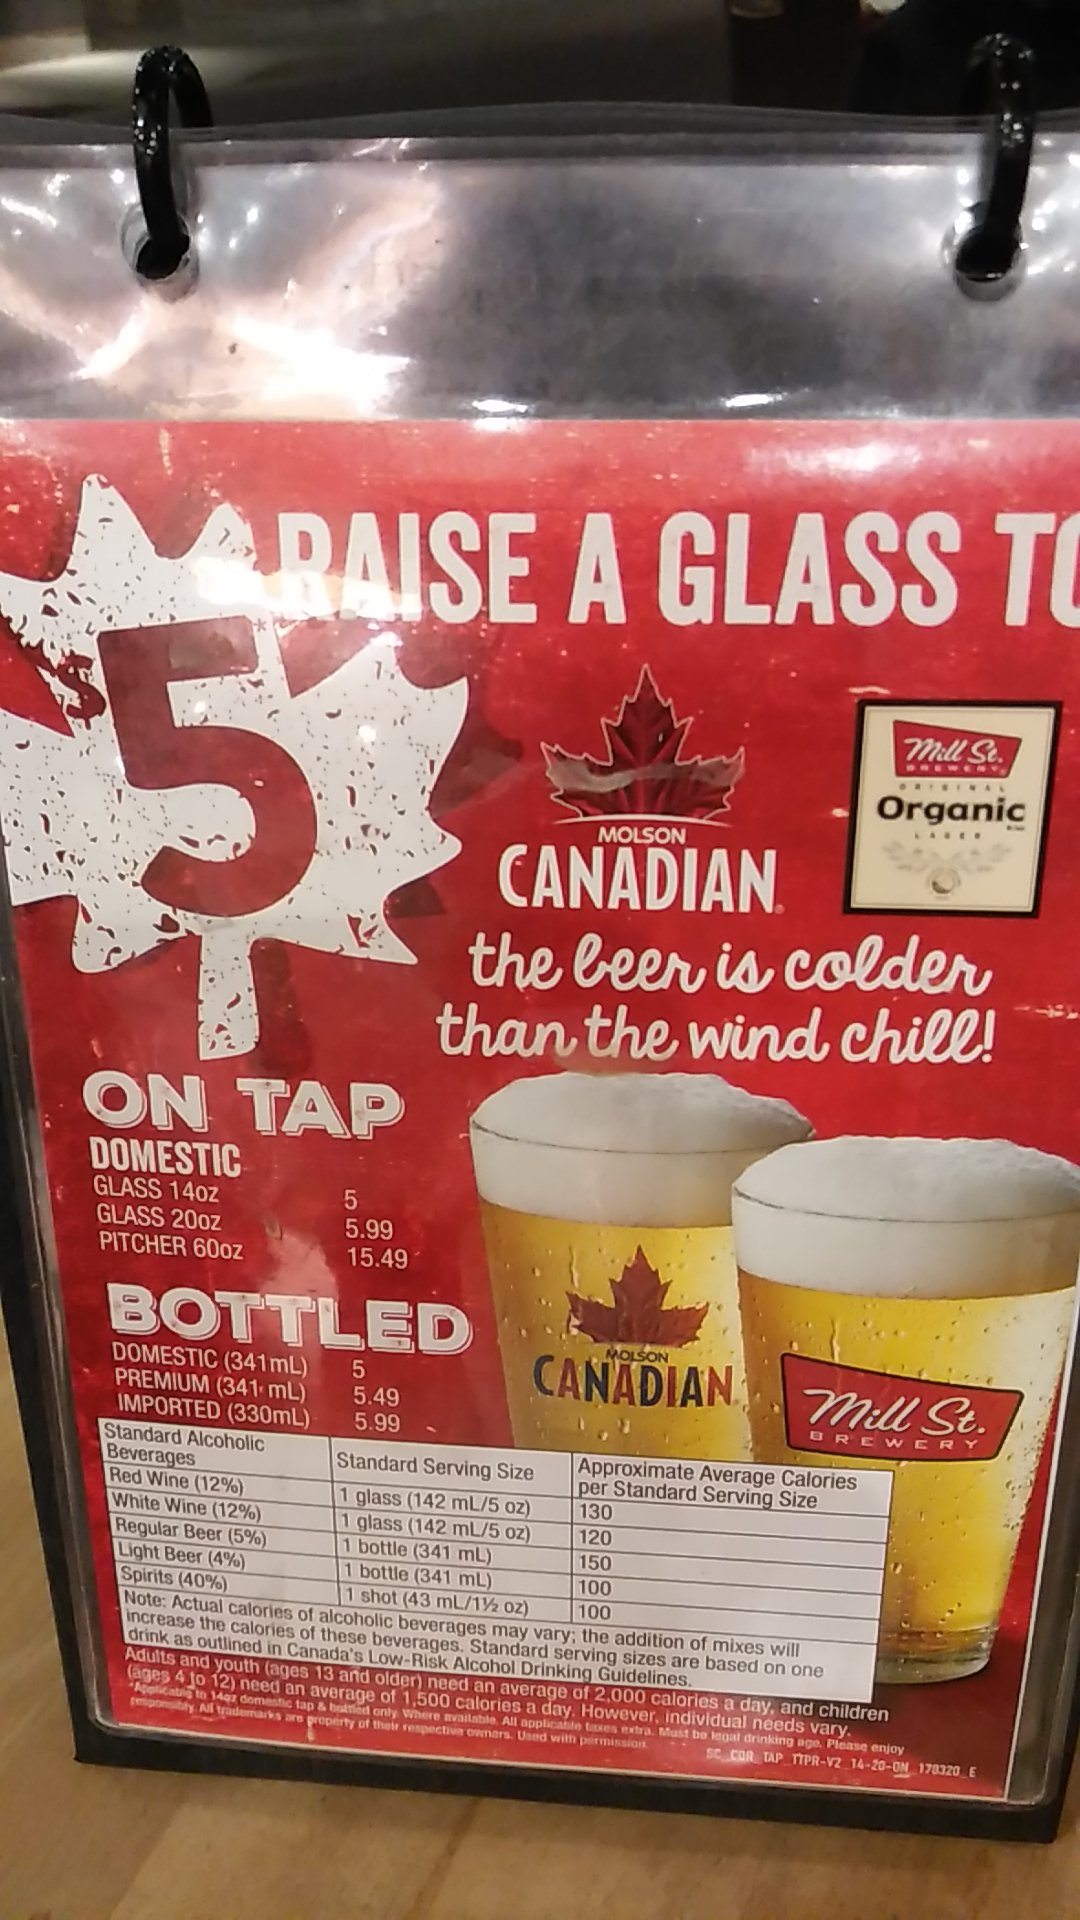 RAISE A GLASS TO
$5*
MOLSON
CANADIAN
Mill St.
BREWERY
ORIGINAL
Organic
LAGER
the beer is colder
than the wind chill!
ON TAP
DOMESTIC
GLASS 14oz 5
GLASS 20oz 5.99
PITCHER 60oz 15.49
BOTTLED
DOMESTIC (341mL) 5
PREMIUM (341 mL) 5.49
IMPORTED (330mL) 5.99
MOLSON
CANADIAN
Mill St.
BREWERY
Standard Alcoholic Beverages Standard Serving Size Approximate Average Calories per Standard Serving Size
Red Wine (12%) 1 glass (142 mL/5 oz) 130
White Wine (12%) 1 glass (142 mL/5 oz) 120
Regular Beer (5%) 1 bottle (341 mL) 150
Light Beer (4%) 1 bottle (341 mL) 100
Spirits (40%) 1 shot (43 mL/1½ oz) 100
Note: Actual calories of alcoholic beverages may vary; the addition of mixes will
increase the calories of these beverages. Standard serving sizes are based on one
drink as outlined in Canada's Low-Risk Alcohol Drinking Guidelines.
Adults and youth (ages 13 and older) need an average of 2,000 calories a day, and children
(ages 4 to 12) need an average of 1,500 calories a day. However, individual needs vary.
*Applicable to 14oz domestic tap & bottled only. Where available. All applicable taxes extra. Must be legal drinking age. Please enjoy
responsibly. All trademarks are property of their respective owners. Used with permission.
SC_CDR_TAP_TTPR-V2_14-20-ON_170320_E